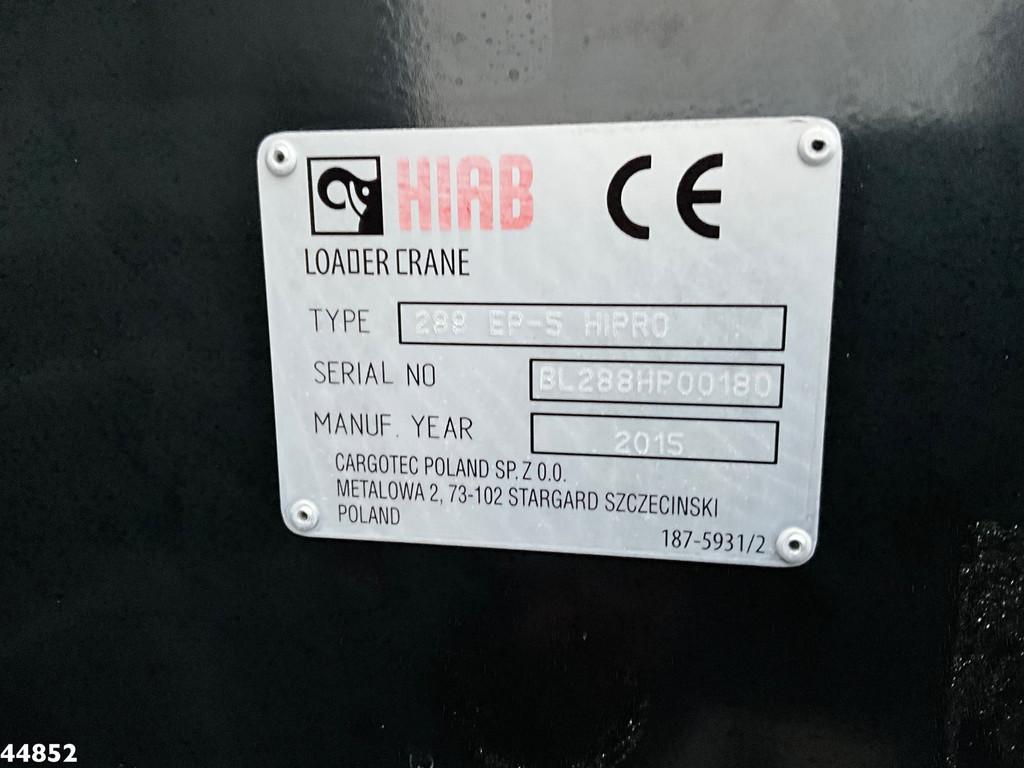 HIAB CE
LOADER CRANE
TYPE 288 EP-5 HIPRO
SERIAL NO BL288HP00180
MANUF. YEAR 2015
CARGOTEC POLAND SP. Z O.O.
METALOWA 2, 73-102 STARGARD SZCZECINSKI
POLAND
187-5931/2
44852